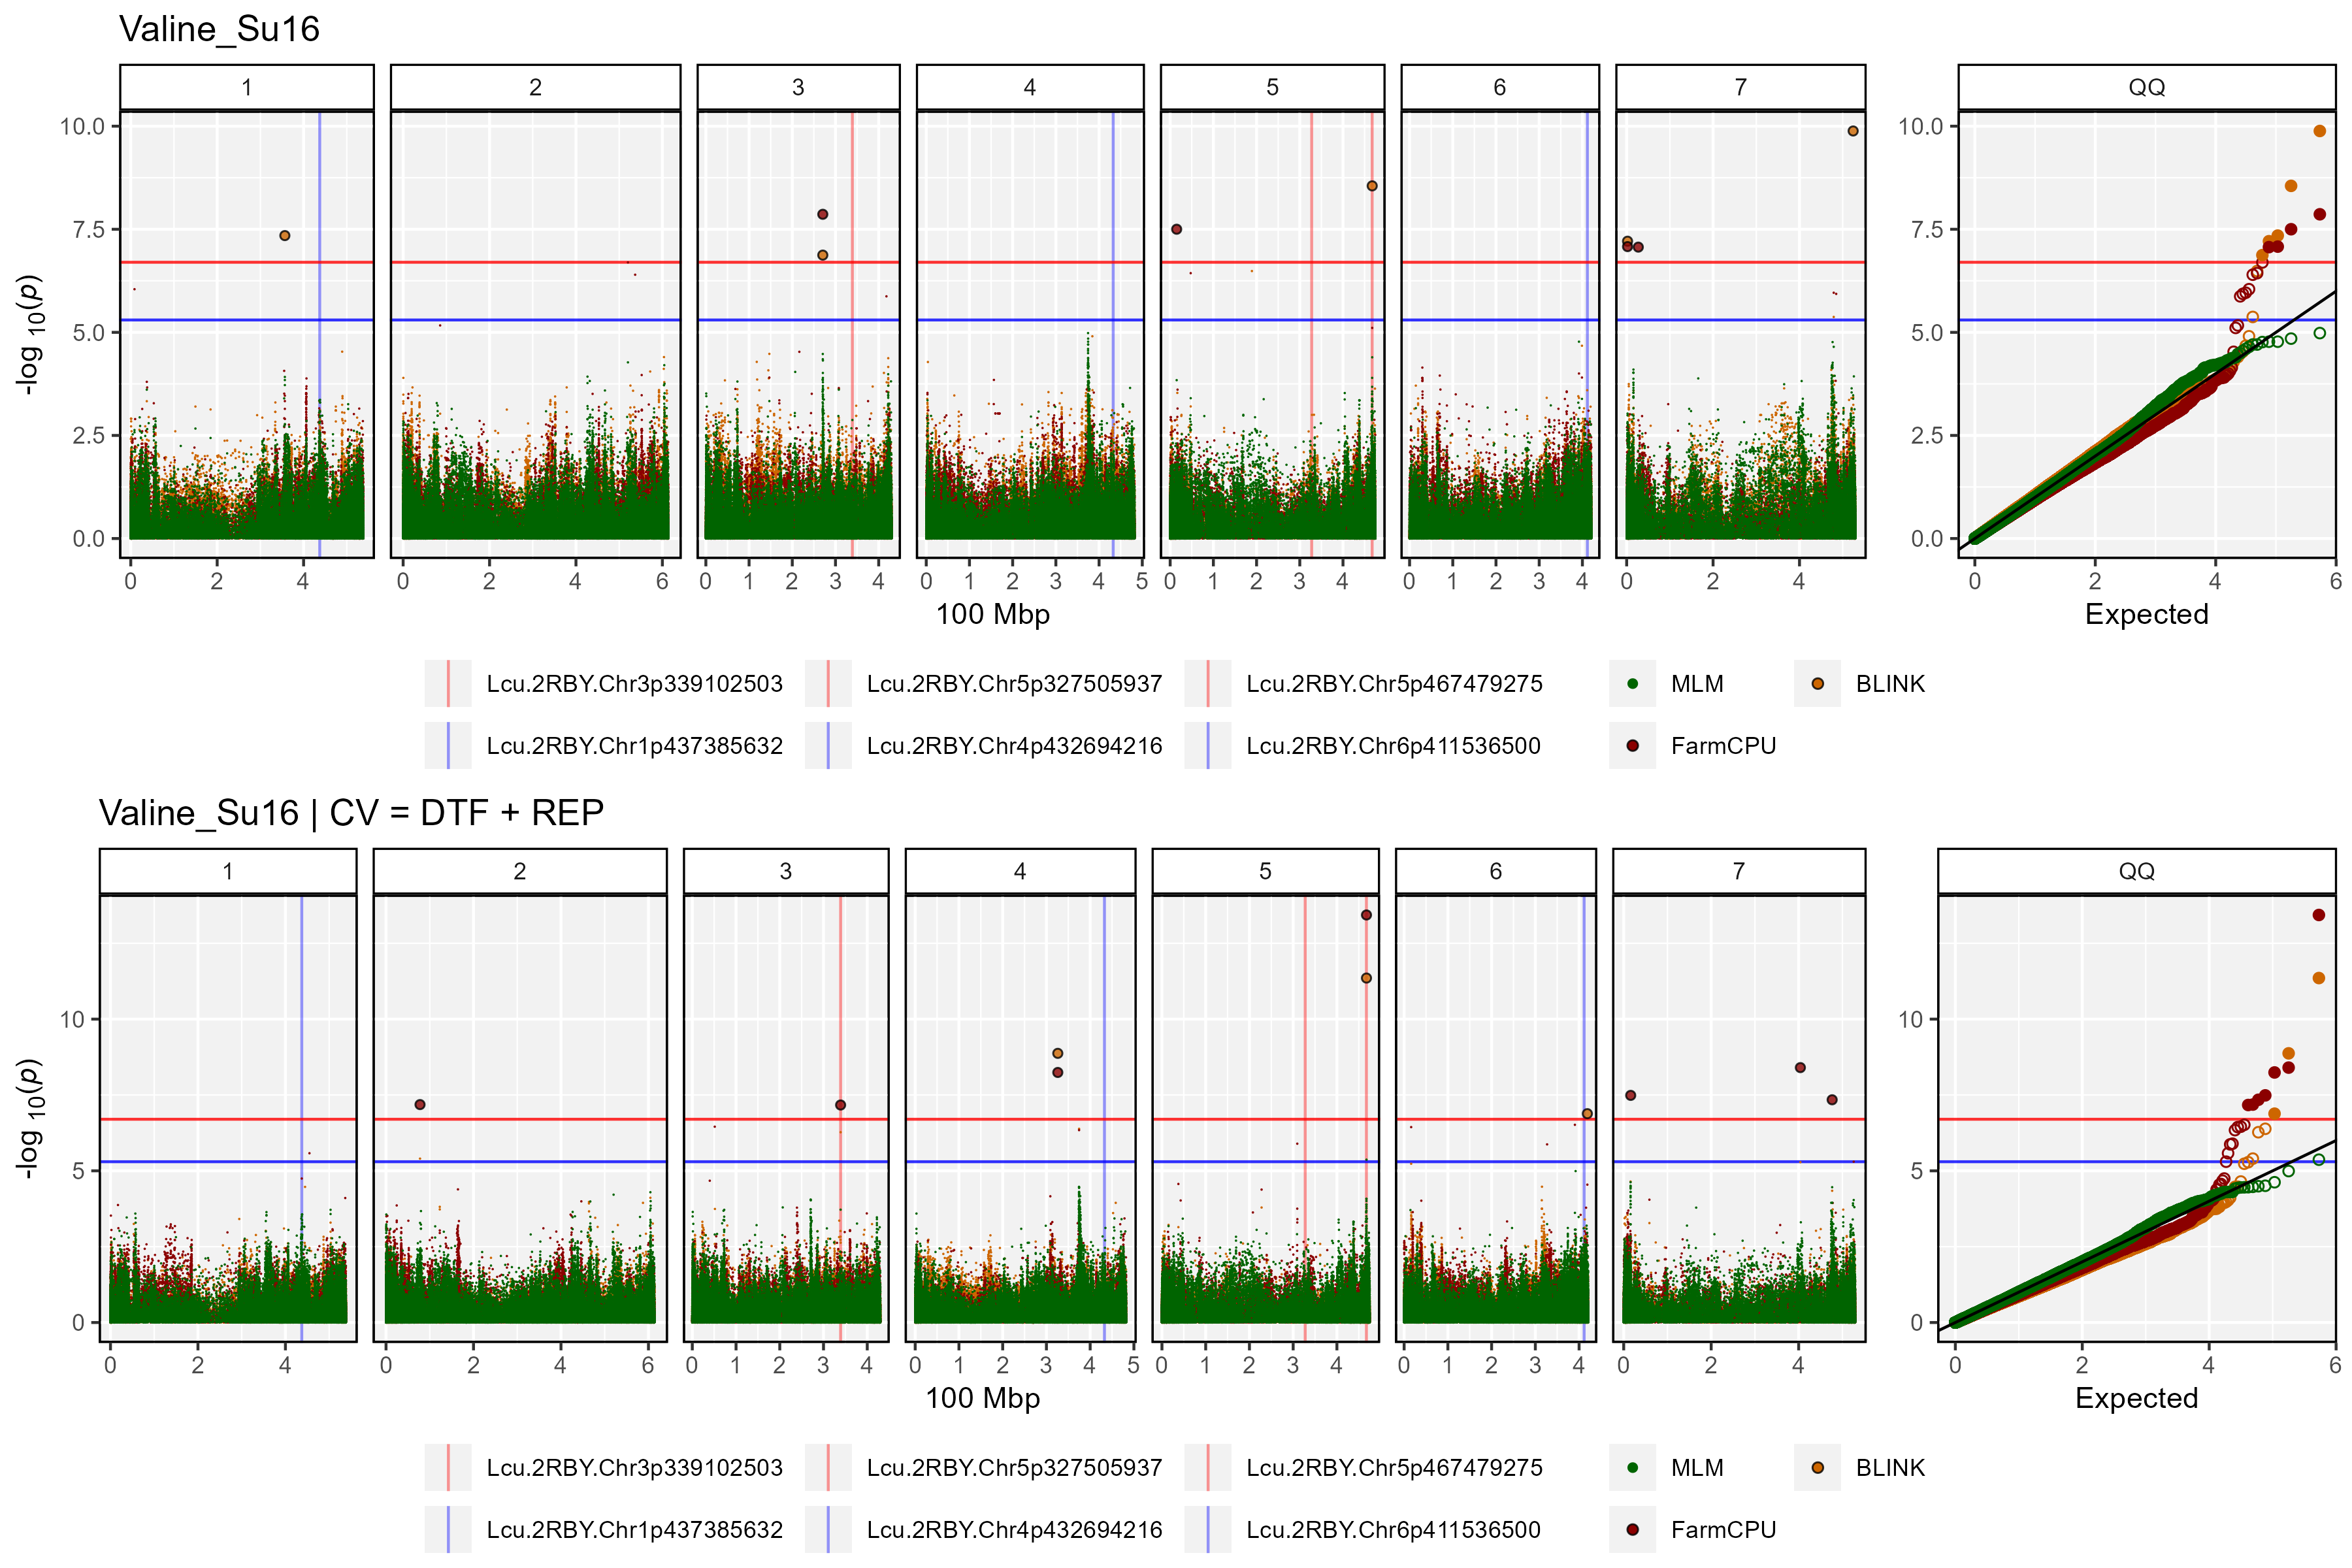 Valine_Su16
1 2 3 4 5 6 7 QQ
10.0 7.5 5.0 2.5 0.0
-log 10(p)
10.0 7.5 5.0 2.5 0.0
0 2 4 0 2 4 6 0 1 2 3 4 0 1 2 3 4 5 0 1 2 3 4 0 1 2 3 4 0 2 4 0 2 4 6
100 Mbp Expected
Lcu.2RBY.Chr3p339102503 Lcu.2RBY.Chr5p327505937 Lcu.2RBY.Chr5p467479275 MLM BLINK
Lcu.2RBY.Chr1p437385632 Lcu.2RBY.Chr4p432694216 Lcu.2RBY.Chr6p411536500 FarmCPU
Valine_Su16 | CV = DTF + REP
1 2 3 4 5 6 7 QQ
10 5 0
-log 10(p)
10 5 0
0 2 4 0 2 4 6 0 1 2 3 4 0 1 2 3 4 5 0 1 2 3 4 0 1 2 3 4 0 2 4 0 2 4 6
100 Mbp Expected
Lcu.2RBY.Chr3p339102503 Lcu.2RBY.Chr5p327505937 Lcu.2RBY.Chr5p467479275 MLM BLINK
Lcu.2RBY.Chr1p437385632 Lcu.2RBY.Chr4p432694216 Lcu.2RBY.Chr6p411536500 FarmCPU